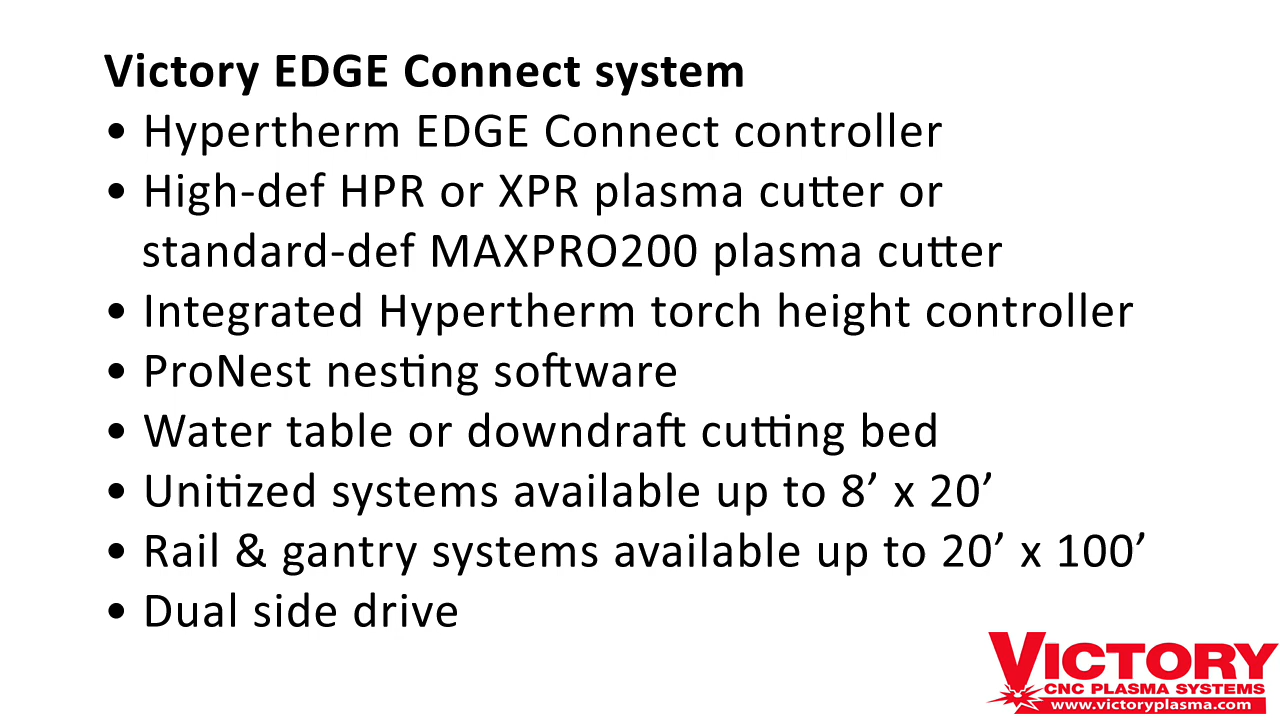 Victory EDGE Connect system
• Hypertherm EDGE Connect controller
• High-def HPR or XPR plasma cutter or
standard-def MAXPRO200 plasma cutter
• Integrated Hypertherm torch height controller
• ProNest nesting software
• Water table or downdraft cutting bed
• Unitized systems available up to 8’ x 20’
• Rail & gantry systems available up to 20’ x 100’
• Dual side drive
VICTORY
CNC PLASMA SYSTEMS
www.victoryplasma.com